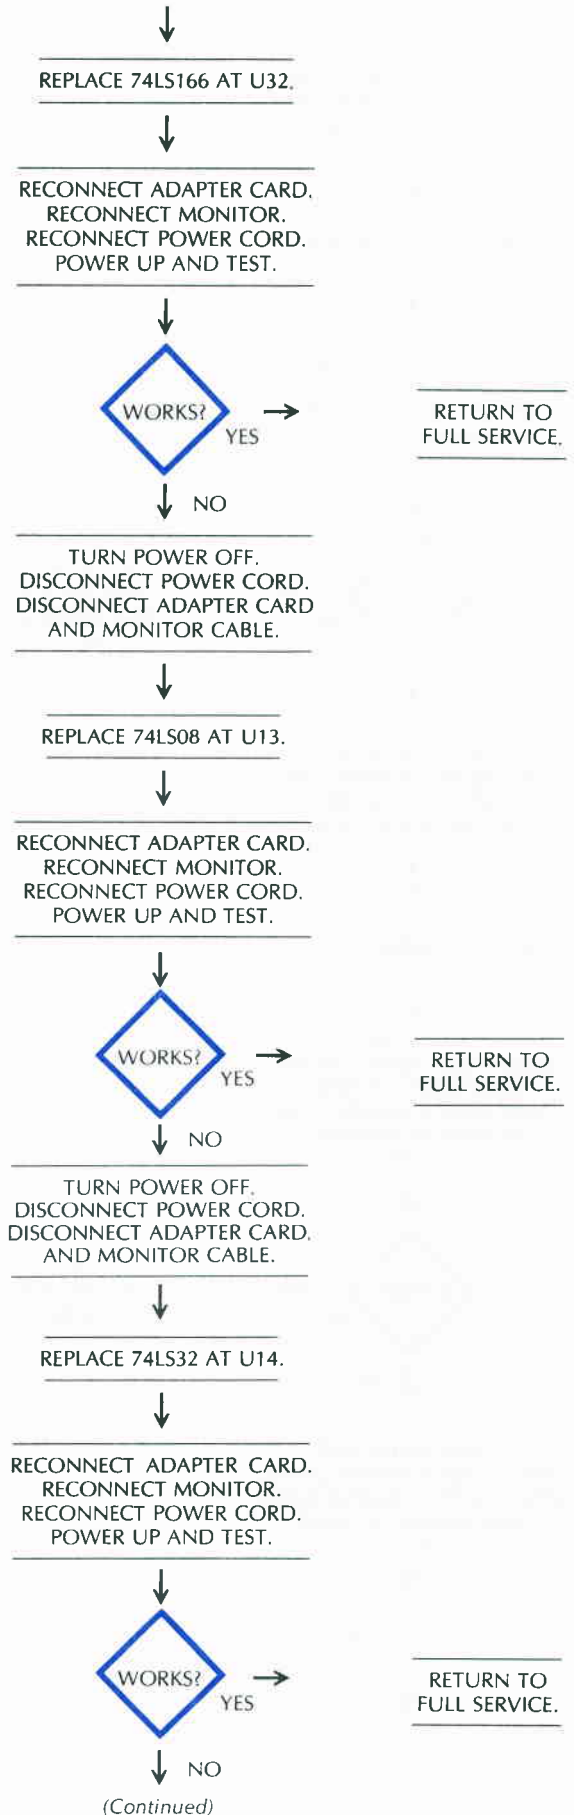 REPLACE 74LS166 AT U32.
RECONNECT ADAPTER CARD.
RECONNECT MONITOR.
RECONNECT POWER CORD.
POWER UP AND TEST.
WORKS?
YES
RETURN TO
FULL SERVICE.
NO
TURN POWER OFF.
DISCONNECT POWER CORD.
DISCONNECT ADAPTER CARD
AND MONITOR CABLE.
REPLACE 74LS08 AT U13.
RECONNECT ADAPTER CARD.
RECONNECT MONITOR.
RECONNECT POWER CORD.
POWER UP AND TEST.
WORKS?
YES
RETURN TO
FULL SERVICE.
NO
TURN POWER OFF.
DISCONNECT POWER CORD.
DISCONNECT ADAPTER CARD.
AND MONITOR CABLE.
REPLACE 74LS32 AT U14.
RECONNECT ADAPTER CARD.
RECONNECT MONITOR.
RECONNECT POWER CORD.
POWER UP AND TEST.
WORKS?
YES
RETURN TO
FULL SERVICE.
NO
(Continued)